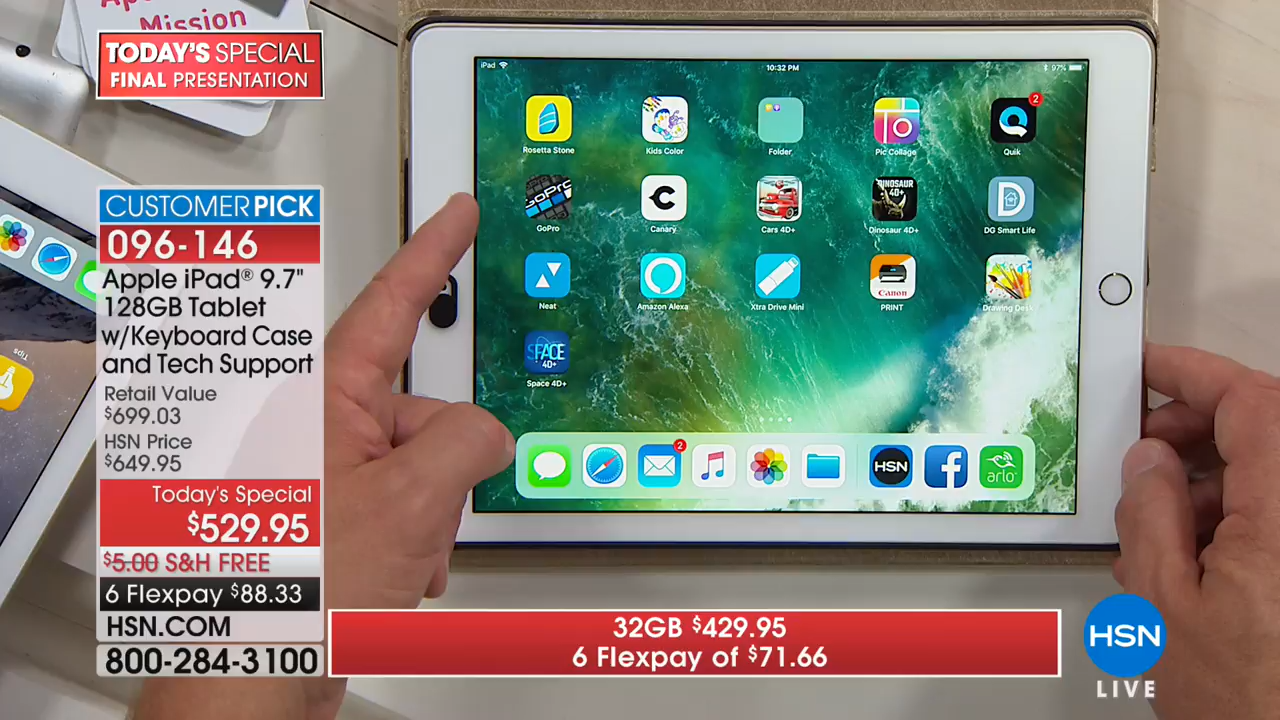 Mission
TODAY'S SPECIAL
FINAL PRESENTATION
CUSTOMER PICK
096-146
Apple iPad® 9.7"
128GB Tablet
w/Keyboard Case
and Tech Support
Retail Value
$699.03
HSN Price
$649.95
Today's Special
$529.95
$5.00 S&H FREE
6 Flexpay $88.33
HSN.COM
800-284-3100
Tips
iPad
10:32 PM
97%
Rosetta Stone
Kids Color
Folder
Pic Collage
2
Quik
GoPro
GoPro
C
Canary
Cars 4D+
DINOSAUR
4D+
Dinosaur 4D+
D
DG Smart Life
Neat
Amazon Alexa
Xtra Drive Mini
Canon
PRINT
Drawing Desk
SPACE
4D+
Space 4D+
2
HSN
f
arlo
32GB $429.95
6 Flexpay of $71.66
HSN
LIVE